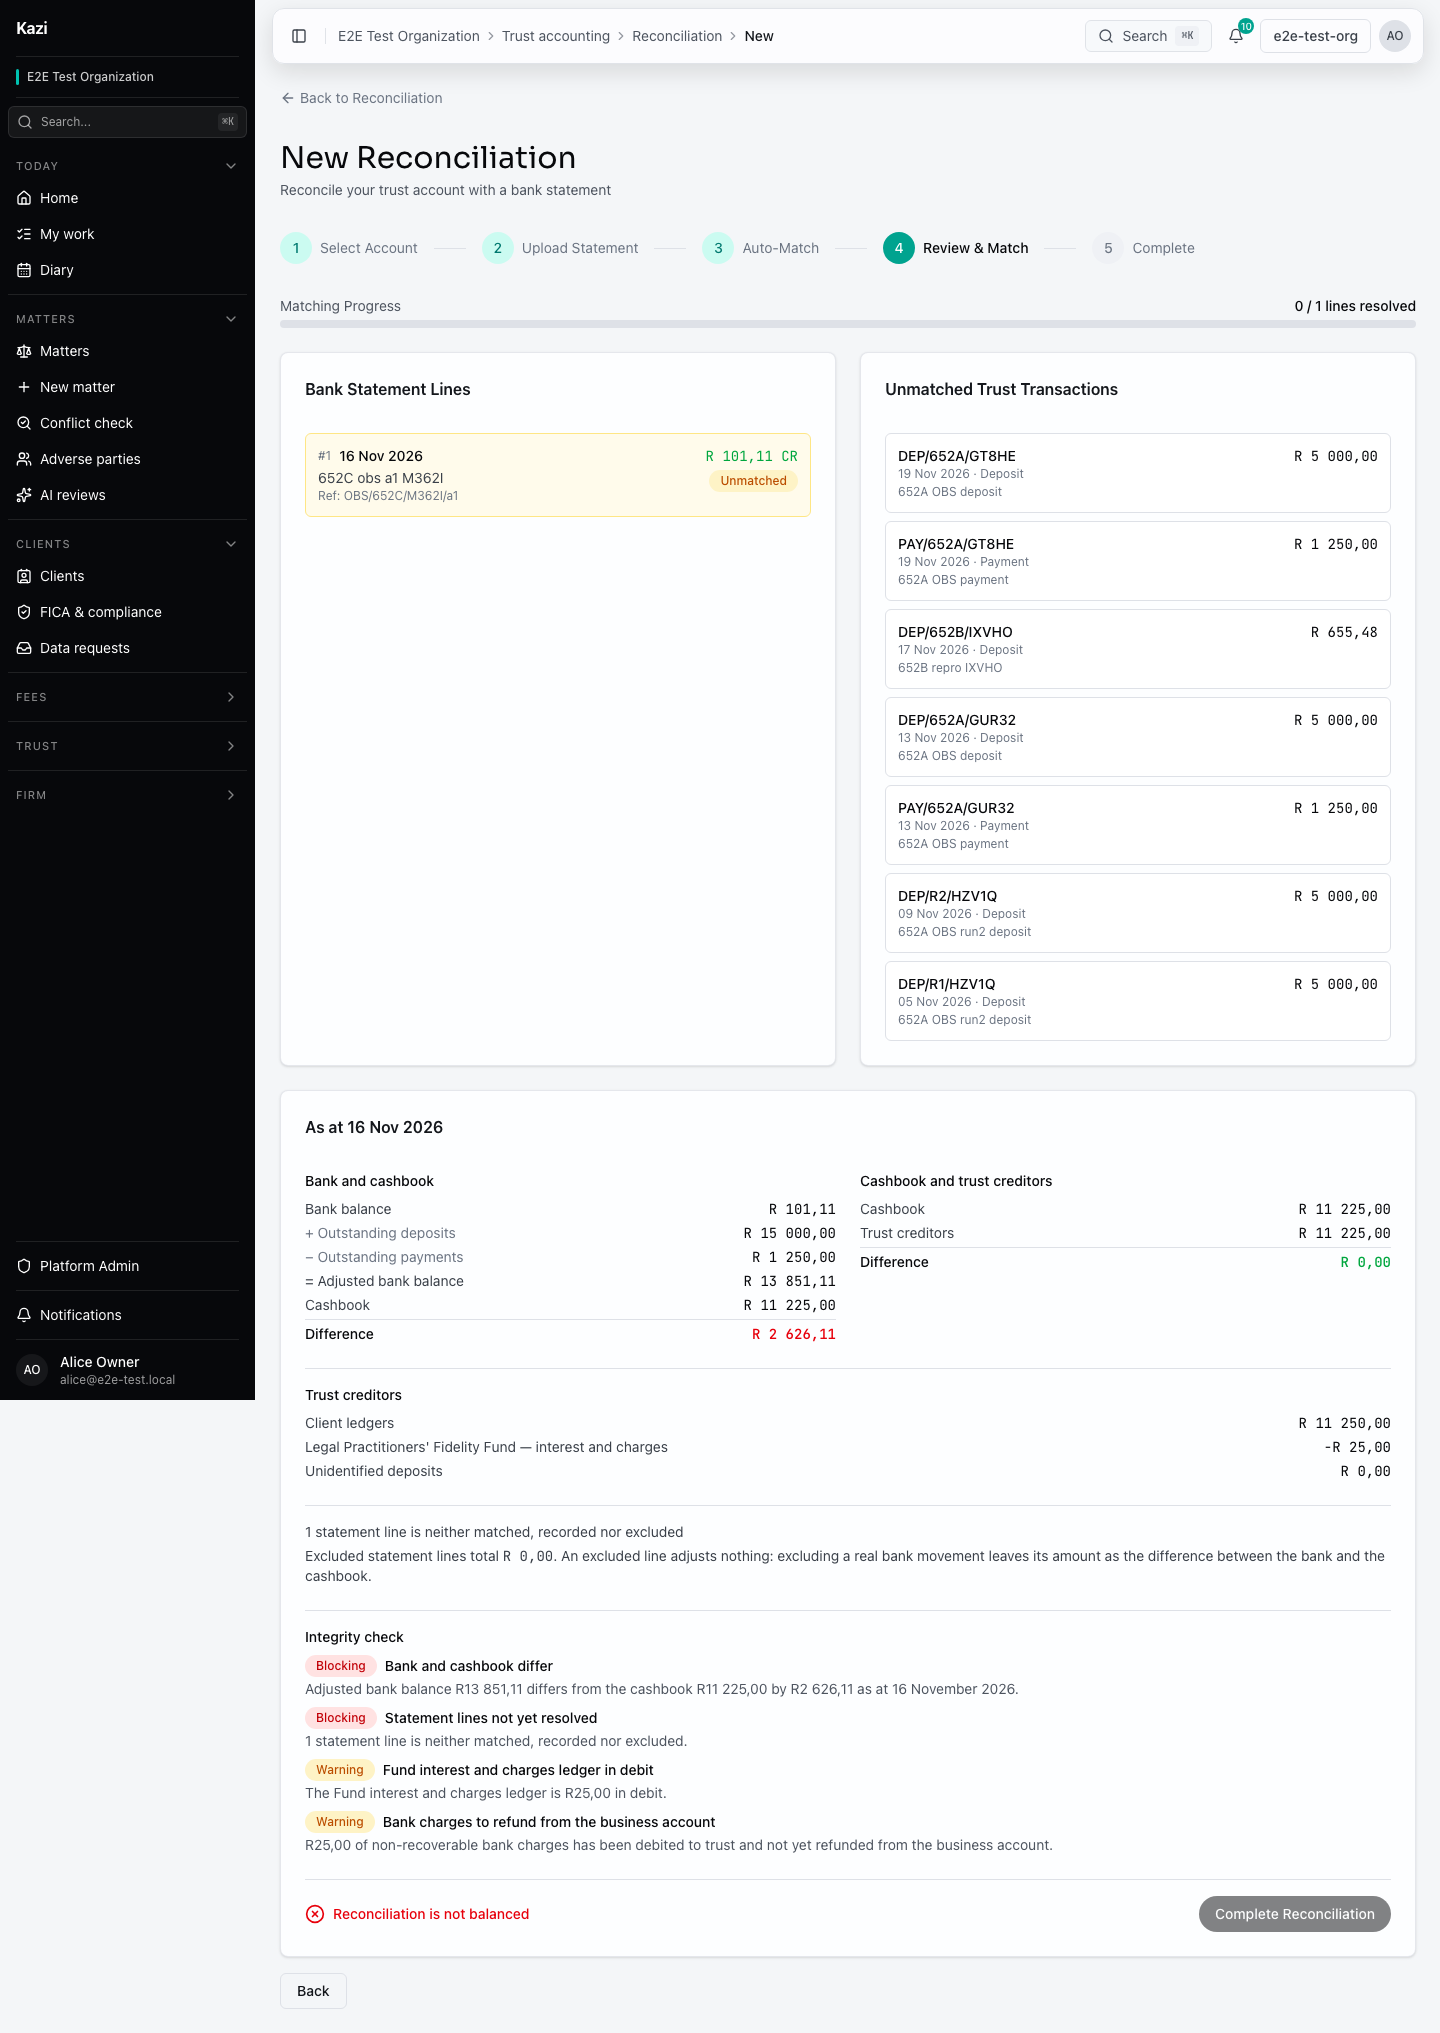 Kazi
E2E Test Organization
Search...
⌘K
TODAY
Home
My work
Diary
MATTERS
Matters
New matter
Conflict check
Adverse parties
AI reviews
CLIENTS
Clients
FICA & compliance
Data requests
FEES
TRUST
FIRM
Platform Admin
Notifications
AO
Alice Owner
alice@e2e-test.local
E2E Test Organization > Trust accounting > Reconciliation > New
Search ⌘K
10
e2e-test-org
AO
← Back to Reconciliation
New Reconciliation
Reconcile your trust account with a bank statement
1 Select Account
2 Upload Statement
3 Auto-Match
4 Review & Match
5 Complete
Matching Progress
0 / 1 lines resolved
Bank Statement Lines
#1 16 Nov 2026 R 101,11 CR
652C obs a1 M362I Unmatched
Ref: OBS/652C/M362I/a1
Unmatched Trust Transactions
DEP/652A/GT8HE R 5 000,00
19 Nov 2026 · Deposit
652A OBS deposit
PAY/652A/GT8HE R 1 250,00
19 Nov 2026 · Payment
652A OBS payment
DEP/652B/IXVHO R 655,48
17 Nov 2026 · Deposit
652B repro IXVHO
DEP/652A/GUR32 R 5 000,00
13 Nov 2026 · Deposit
652A OBS deposit
PAY/652A/GUR32 R 1 250,00
13 Nov 2026 · Payment
652A OBS payment
DEP/R2/HZV1Q R 5 000,00
09 Nov 2026 · Deposit
652A OBS run2 deposit
DEP/R1/HZV1Q R 5 000,00
05 Nov 2026 · Deposit
652A OBS run2 deposit
As at 16 Nov 2026
Bank and cashbook
Bank balance R 101,11
+ Outstanding deposits R 15 000,00
− Outstanding payments R 1 250,00
= Adjusted bank balance R 13 851,11
Cashbook R 11 225,00
Difference R 2 626,11
Cashbook and trust creditors
Cashbook R 11 225,00
Trust creditors R 11 225,00
Difference R 0,00
Trust creditors
Client ledgers R 11 250,00
Legal Practitioners' Fidelity Fund — interest and charges -R 25,00
Unidentified deposits R 0,00
1 statement line is neither matched, recorded nor excluded
Excluded statement lines total R 0,00. An excluded line adjusts nothing: excluding a real bank movement leaves its amount as the difference between the bank and the
cashbook.
Integrity check
Blocking Bank and cashbook differ
Adjusted bank balance R13 851,11 differs from the cashbook R11 225,00 by R2 626,11 as at 16 November 2026.
Blocking Statement lines not yet resolved
1 statement line is neither matched, recorded nor excluded.
Warning Fund interest and charges ledger in debit
The Fund interest and charges ledger is R25,00 in debit.
Warning Bank charges to refund from the business account
R25,00 of non-recoverable bank charges has been debited to trust and not yet refunded from the business account.
Reconciliation is not balanced
Complete Reconciliation
Back